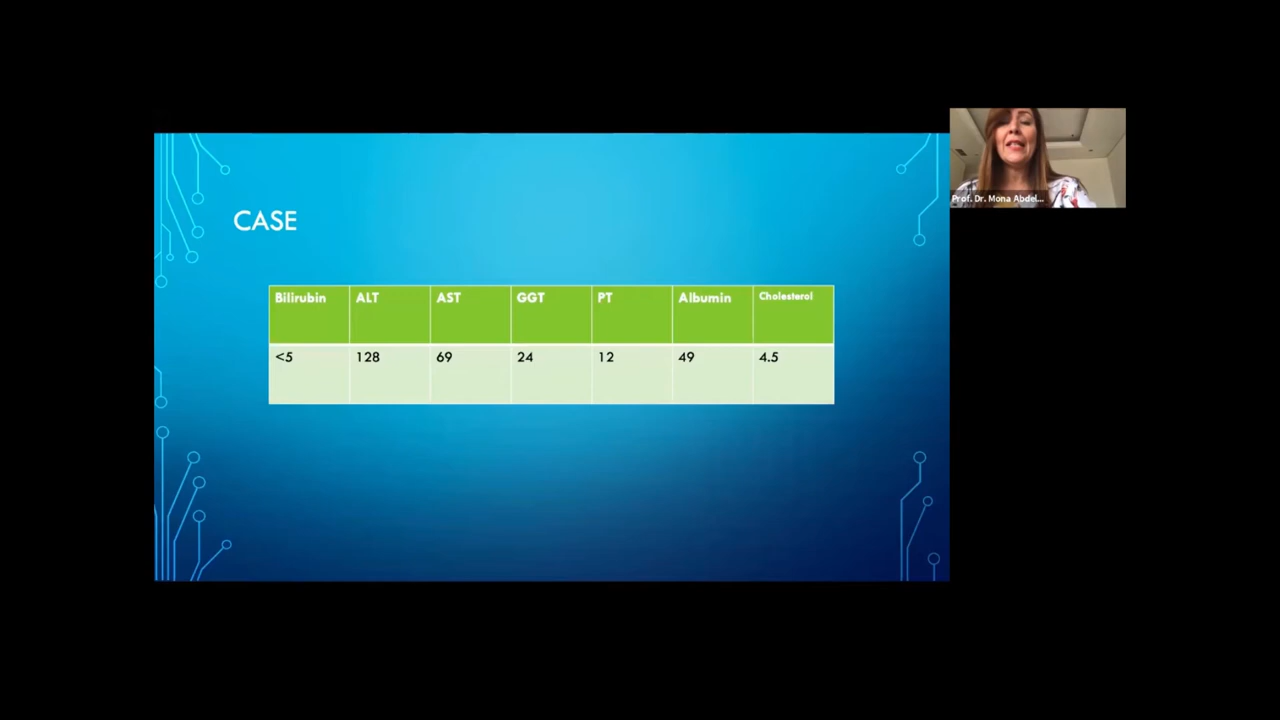 CASE
Bilirubin ALT AST GGT PT Albumin Cholesterol
<5 128 69 24 12 49 4.5
Prof. Dr. Mona Abdel...